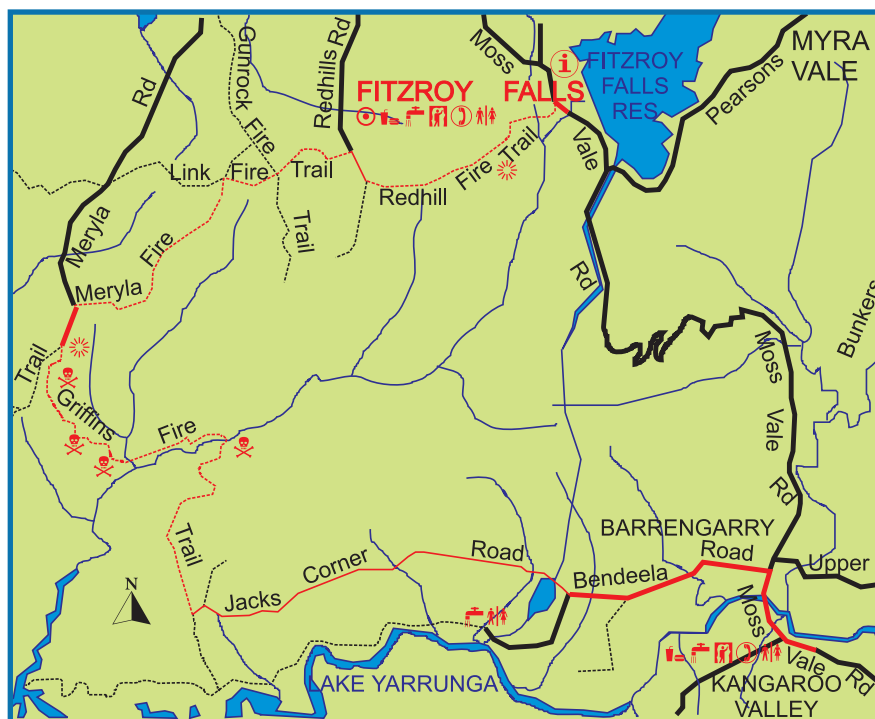 Rd
Gunrock
Fire
Trail
Redhills Rd
Moss
Vale
Rd
i
FITZROY FALLS
FITZROY
FALLS
RES
Pearsons
MYRA
VALE
Link
Fire
Trail
Redhill
Fire
Trail
Meryla
Fire
Meryla
Trail
Griffins
Fire
Trail
Moss
Vale
Rd
Bunkers
BARRENGARRY
Jacks
Corner
Road
Bendeela
Road
Upper
N
Moss
Vale
Rd
LAKE YARRUNGA
KANGAROO
VALLEY